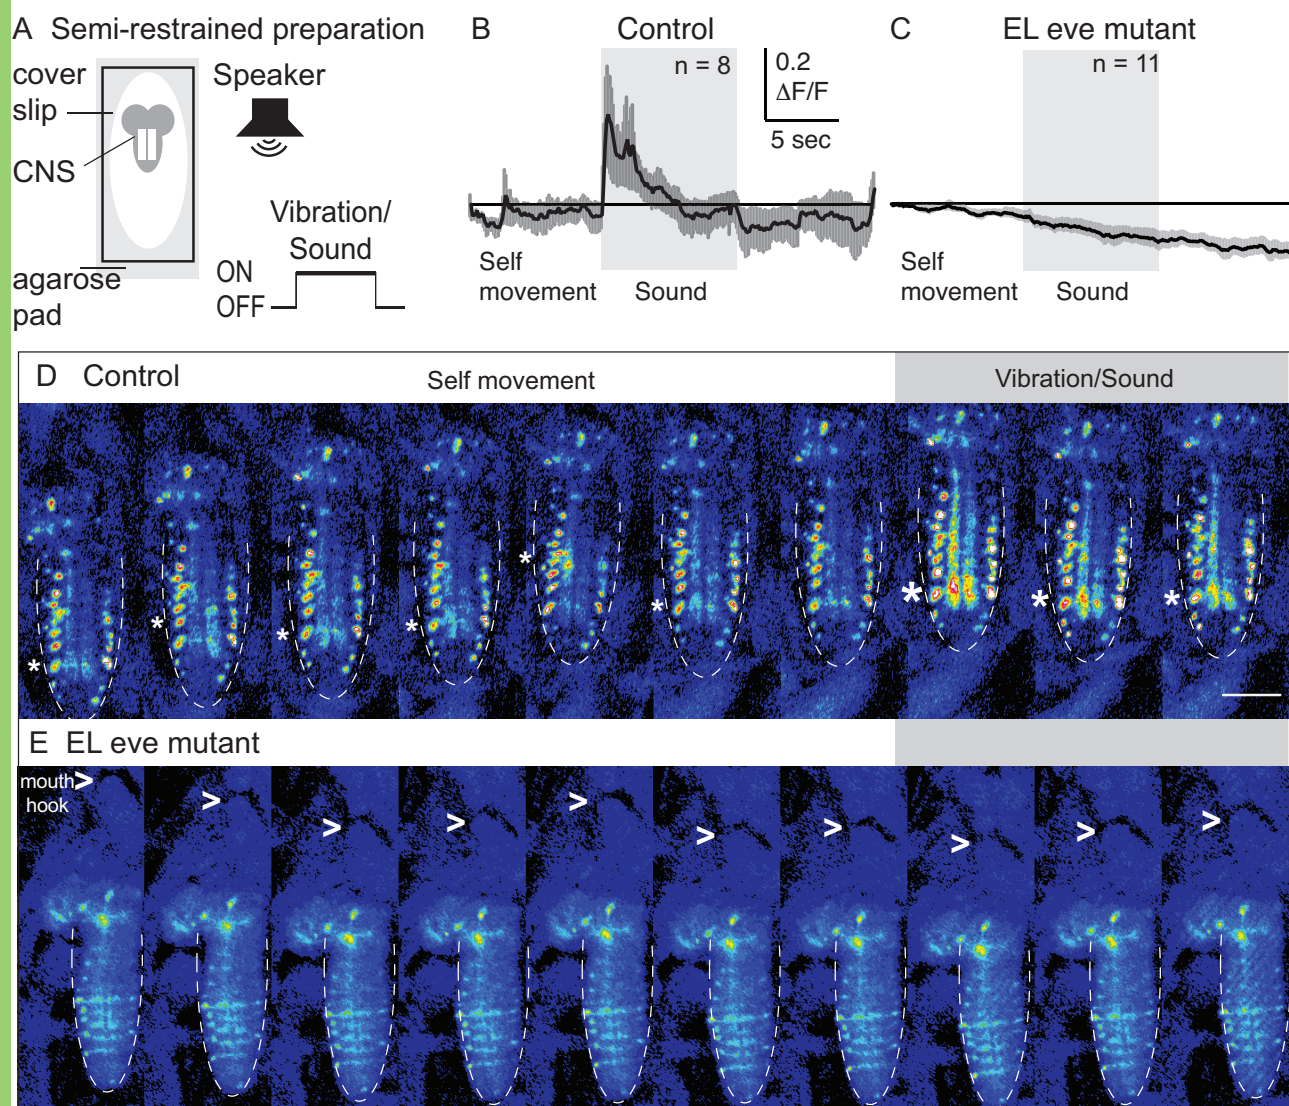 A Semi-restrained preparation
cover
slip
CNS
agarose
pad
Speaker
Vibration/
Sound
ON
OFF
B Control
n = 8
0.2
ΔF/F
5 sec
Self
movement
Sound
C EL eve mutant
n = 11
Self
movement
Sound
D Control
Self movement
Vibration/Sound
* * * * * * * * *
E EL eve mutant
mouth
hook
> > > > > > > > > >